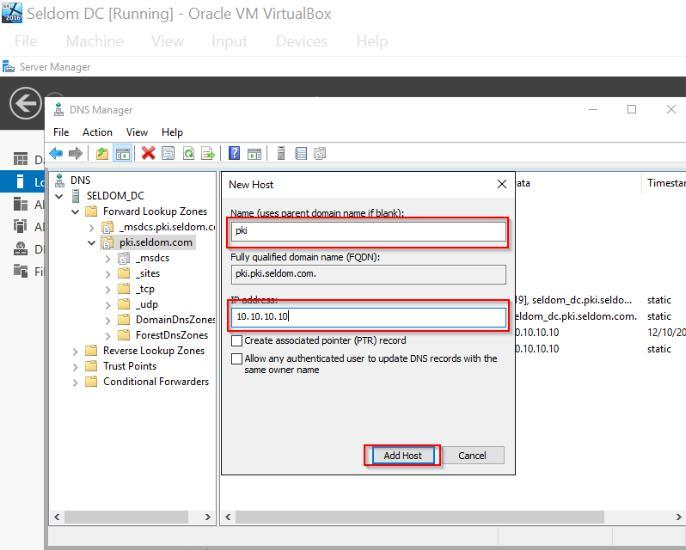 Seldom DC [Running] - Oracle VM VirtualBox
File Machine View Input Devices Help
Server Manager
DNS Manager
File Action View Help
DNS
SELDOM_DC
Forward Lookup Zones
_msdcs.pki.seldom.c
pki.seldom.com
_msdcs
_sites
_tcp
_udp
DomainDnsZones
ForestDnsZones
Reverse Lookup Zones
Trust Points
Conditional Forwarders
New Host
Name (uses parent domain name if blank):
pki
Fully qualified domain name (FQDN):
pki.pki.seldom.com.
IP address:
10.10.10.10
Create associated pointer (PTR) record
Allow any authenticated user to update DNS records with the
same owner name
Add Host Cancel
ata Timestar
19], seldom_dc.pki.seldo... static
eldom_dc.pki.seldom.com. static
0.10.10.10 12/10/20
0.10.10.10 static